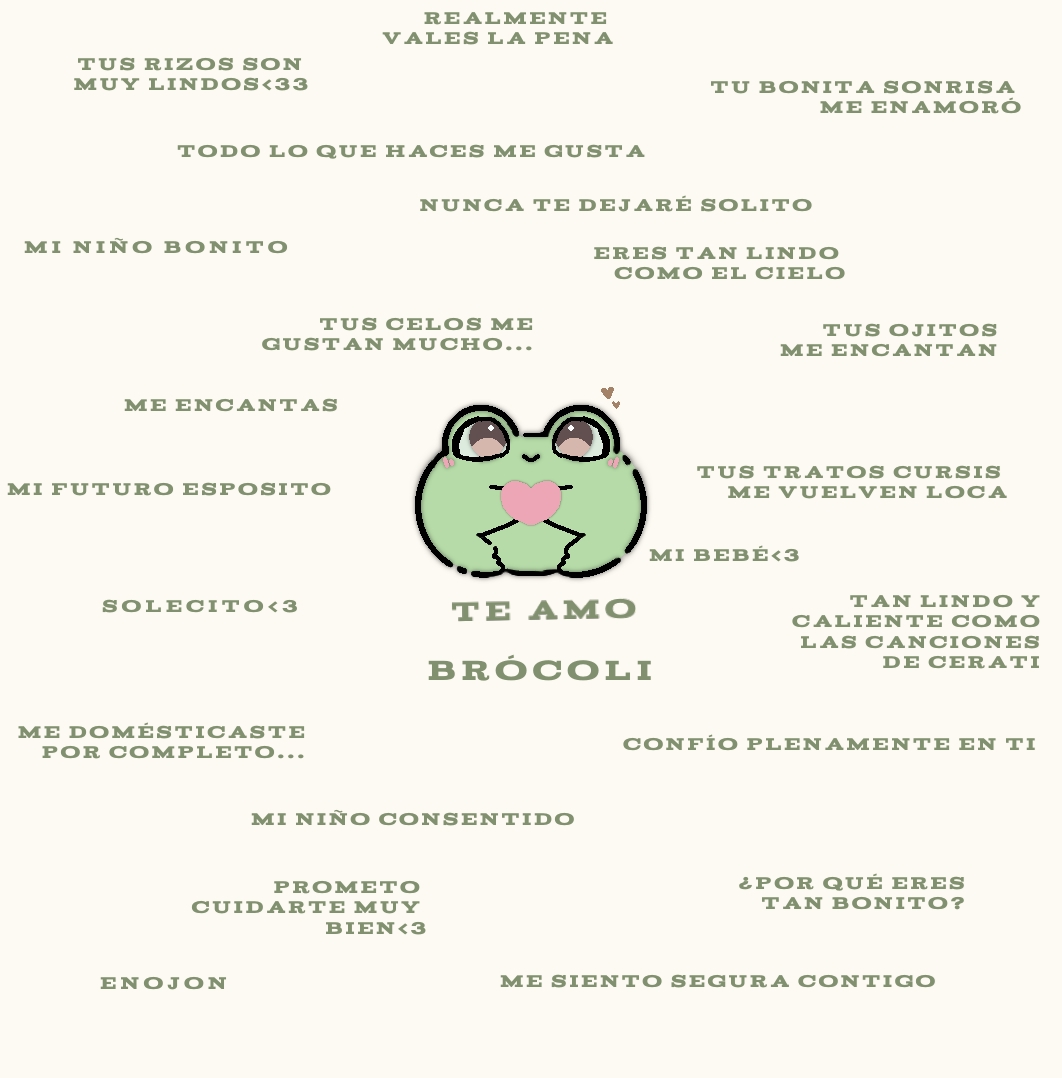 REALMENTE
VALES LA PENA
TUS RIZOS SON
MUY LINDOS<33
TU BONITA SONRISA
ME ENAMORÓ
TODO LO QUE HACES ME GUSTA
NUNCA TE DEJARÉ SOLITO
MI NIÑO BONITO
ERES TAN LINDO
COMO EL CIELO
TUS CELOS ME
GUSTAN MUCHO...
TUS OJITOS
ME ENCANTAN
ME ENCANTAS
TUS TRATOS CURSIS
ME VUELVEN LOCA
MI FUTURO ESPOSITO
MI BEBÉ<3
SOLECITO<3
TE AMO
BRÓCOLI
TAN LINDO Y
CALIENTE COMO
LAS CANCIONES
DE CERATI
ME DOMÉSTICASTE
POR COMPLETO...
CONFÍO PLENAMENTE EN TI
MI NIÑO CONSENTIDO
PROMETO
CUIDARTE MUY
BIEN<3
¿POR QUÉ ERES
TAN BONITO?
ENOJON
ME SIENTO SEGURA CONTIGO